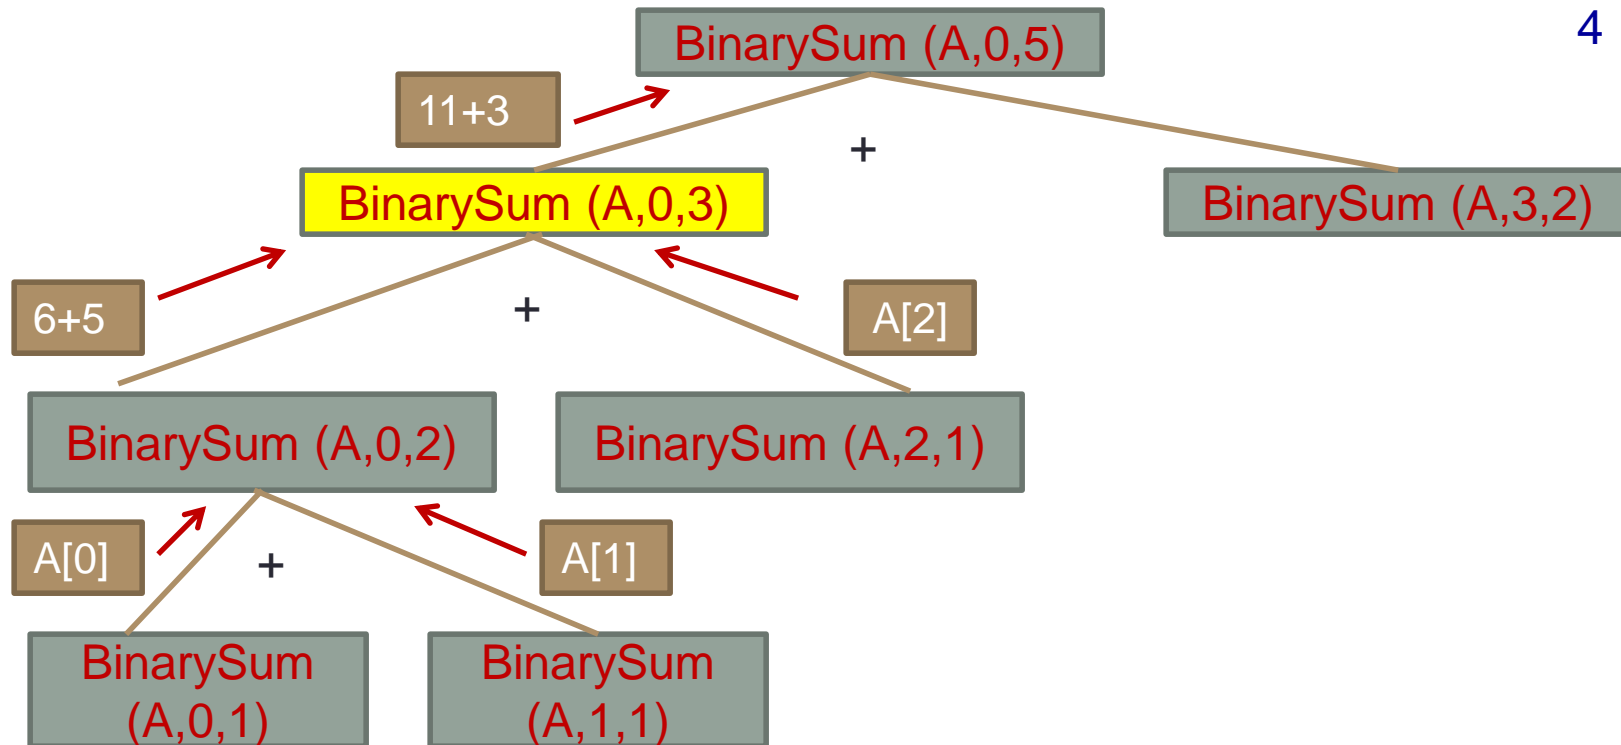 4
BinarySum (A,0,5)
11+3
+
BinarySum (A,0,3)
BinarySum (A,3,2)
6+5
+
A[2]
BinarySum (A,0,2)
BinarySum (A,2,1)
A[0]
+
A[1]
BinarySum
(A,0,1)
BinarySum
(A,1,1)